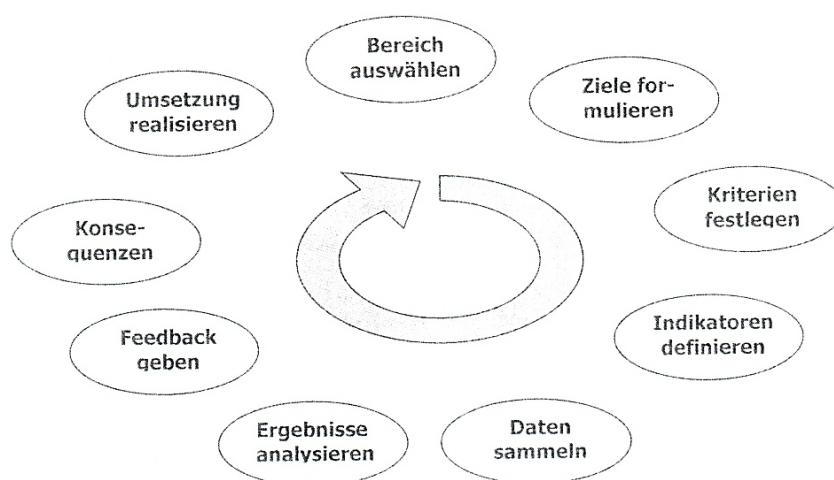 Bereich
auswählen
Ziele for-
mulieren
Kriterien
festlegen
Indikatoren
definieren
Daten
sammeln
Ergebnisse
analysieren
Feedback
geben
Konse-
quenzen
Umsetzung
realisieren